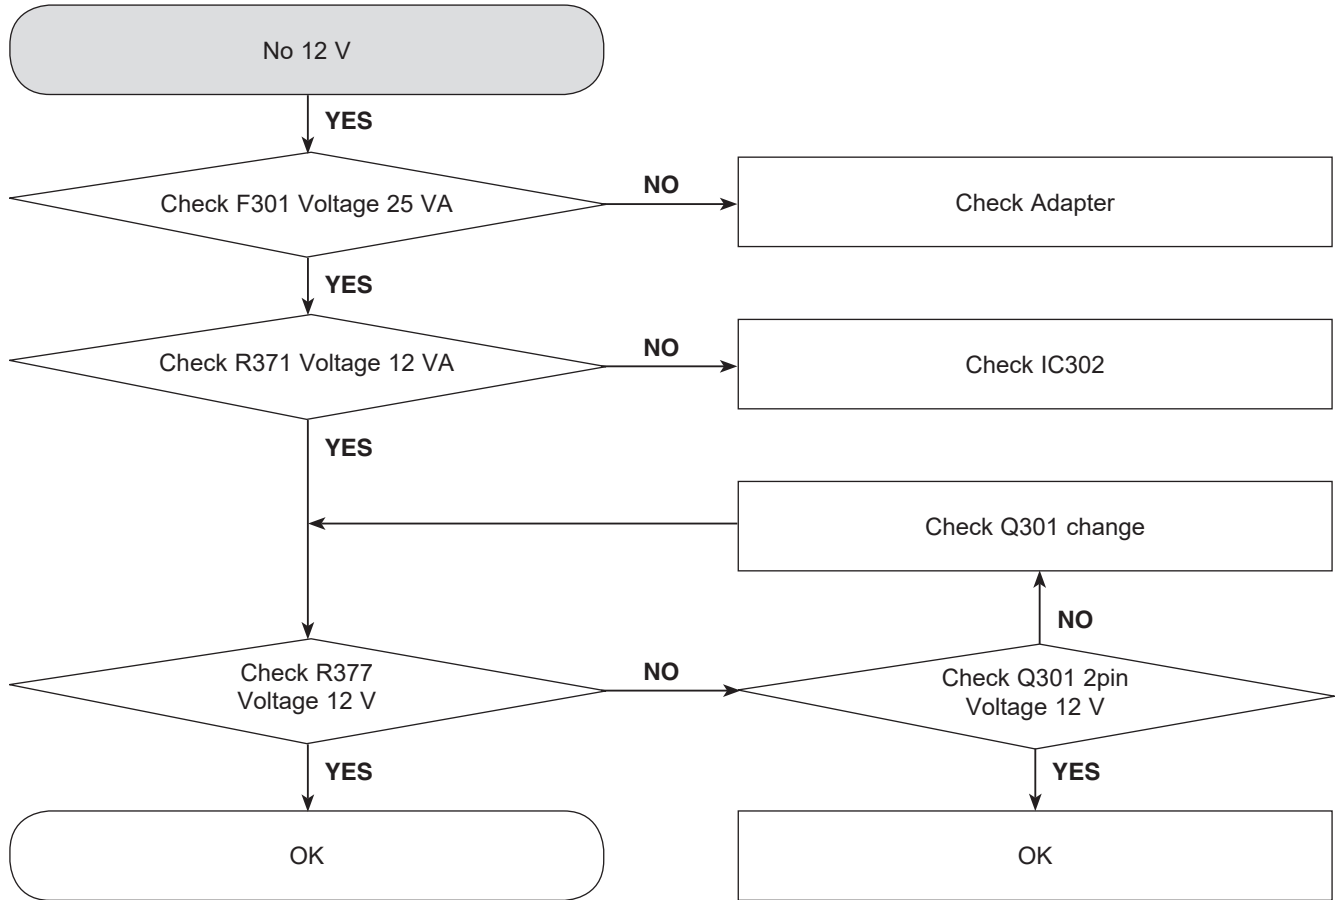 No 12 V
YES
Check F301 Voltage 25 VA
NO
Check Adapter
YES
Check R371 Voltage 12 VA
NO
Check IC302
YES
Check Q301 change
NO
Check R377
Voltage 12 V
NO
Check Q301 2pin
Voltage 12 V
YES
YES
OK
OK